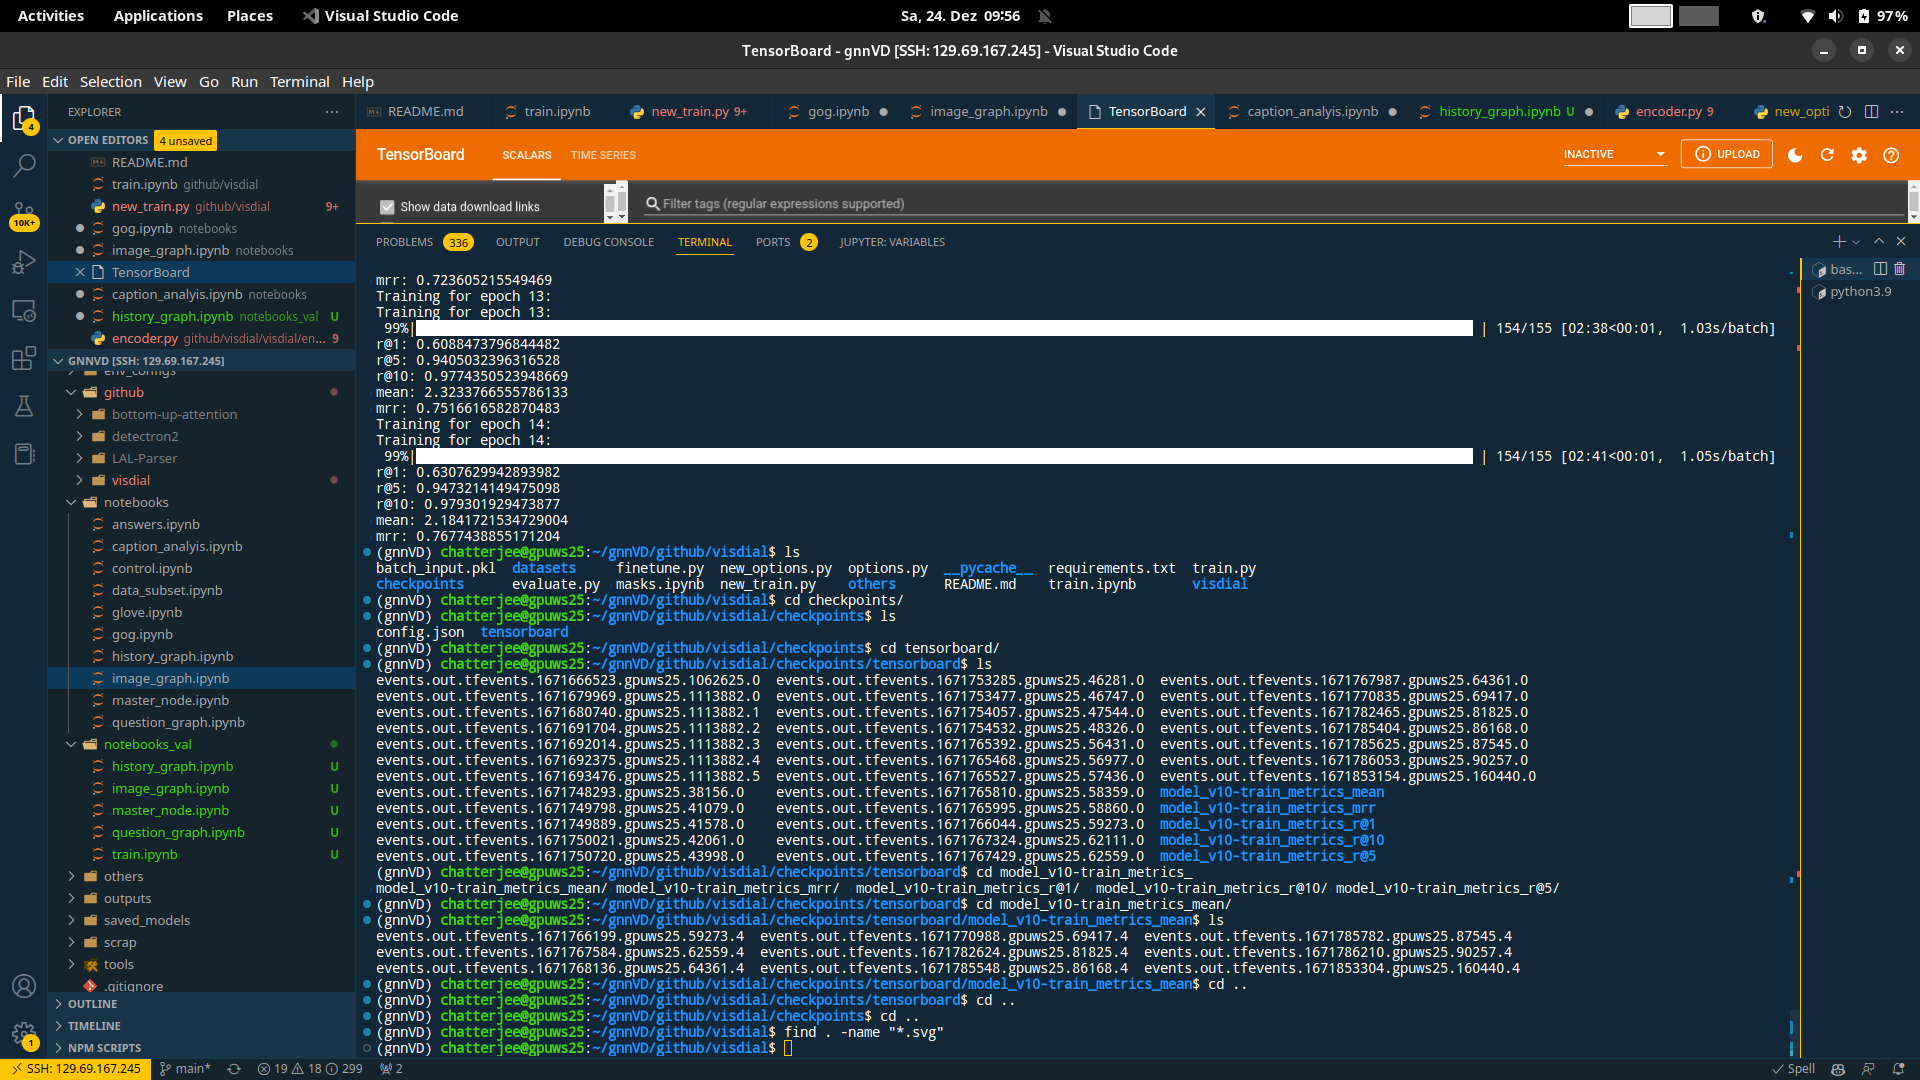 Activities Applications Places Visual Studio Code Sa, 24. Dez 09:56 97%
TensorBoard - gnnVD [SSH: 129.69.167.245] - Visual Studio Code
File Edit Selection View Go Run Terminal Help
EXPLORER
README.md train.ipynb new_train.py 9+ gog.ipynb image_graph.ipynb TensorBoard caption_analyis.ipynb history_graph.ipynb U encoder.py 9 new_opti
OPEN EDITORS 4 unsaved
README.md
train.ipynb github/visdial
new_train.py github/visdial 9+
gog.ipynb notebooks
image_graph.ipynb notebooks
TensorBoard
caption_analyis.ipynb notebooks
history_graph.ipynb notebooks_val U
encoder.py github/visdial/visdial/en... 9
GNNVD [SSH: 129.69.167.245]
env_configs
github
bottom-up-attention
detectron2
LAL-Parser
visdial
notebooks
answers.ipynb
caption_analyis.ipynb
control.ipynb
data_subset.ipynb
glove.ipynb
gog.ipynb
history_graph.ipynb
image_graph.ipynb
master_node.ipynb
question_graph.ipynb
notebooks_val
history_graph.ipynb U
image_graph.ipynb U
master_node.ipynb U
question_graph.ipynb U
train.ipynb U
others
outputs
saved_models
scrap
tools
.gitignore
OUTLINE
TIMELINE
NPM SCRIPTS
4
10K+
1
TensorBoard SCALARS TIME SERIES INACTIVE UPLOAD
Show data download links Filter tags (regular expressions supported)
PROBLEMS 336 OUTPUT DEBUG CONSOLE TERMINAL PORTS 2 JUPYTER: VARIABLES
bas...
python3.9
mrr: 0.723605215549469
Training for epoch 13:
Training for epoch 13:
99%| | 154/155 [02:38<00:01, 1.03s/batch]
r@1: 0.6088473796844482
r@5: 0.9405032396316528
r@10: 0.9774350523948669
mean: 2.3233766555786133
mrr: 0.7516616582870483
Training for epoch 14:
Training for epoch 14:
99%| | 154/155 [02:41<00:01, 1.05s/batch]
r@1: 0.6307629942893982
r@5: 0.9473214149475098
r@10: 0.979301929473877
mean: 2.1841721534729004
mrr: 0.7677438855171204
(gnnVD) chatterjee@gpuws25:~/gnnVD/github/visdial$ ls
batch_input.pkl datasets finetune.py new_options.py options.py __pycache__ requirements.txt train.py
checkpoints evaluate.py masks.ipynb new_train.py others README.md train.ipynb visdial
(gnnVD) chatterjee@gpuws25:~/gnnVD/github/visdial$ cd checkpoints/
(gnnVD) chatterjee@gpuws25:~/gnnVD/github/visdial/checkpoints$ ls
config.json tensorboard
(gnnVD) chatterjee@gpuws25:~/gnnVD/github/visdial/checkpoints$ cd tensorboard/
(gnnVD) chatterjee@gpuws25:~/gnnVD/github/visdial/checkpoints/tensorboard$ ls
events.out.tfevents.1671666523.gpuws25.1062625.0 events.out.tfevents.1671753285.gpuws25.46281.0 events.out.tfevents.1671767987.gpuws25.64361.0
events.out.tfevents.1671679969.gpuws25.1113882.0 events.out.tfevents.1671753477.gpuws25.46747.0 events.out.tfevents.1671770835.gpuws25.69417.0
events.out.tfevents.1671680740.gpuws25.1113882.1 events.out.tfevents.1671754057.gpuws25.47544.0 events.out.tfevents.1671782465.gpuws25.81825.0
events.out.tfevents.1671691704.gpuws25.1113882.2 events.out.tfevents.1671754532.gpuws25.48326.0 events.out.tfevents.1671785404.gpuws25.86168.0
events.out.tfevents.1671692014.gpuws25.1113882.3 events.out.tfevents.1671765392.gpuws25.56431.0 events.out.tfevents.1671785625.gpuws25.87545.0
events.out.tfevents.1671692375.gpuws25.1113882.4 events.out.tfevents.1671765468.gpuws25.56977.0 events.out.tfevents.1671786053.gpuws25.90257.0
events.out.tfevents.1671693476.gpuws25.1113882.5 events.out.tfevents.1671765527.gpuws25.57436.0 events.out.tfevents.1671853154.gpuws25.160440.0
events.out.tfevents.1671748293.gpuws25.38156.0 events.out.tfevents.1671765810.gpuws25.58359.0 model_v10-train_metrics_mean
events.out.tfevents.1671749798.gpuws25.41079.0 events.out.tfevents.1671765995.gpuws25.58860.0 model_v10-train_metrics_mrr
events.out.tfevents.1671749889.gpuws25.41578.0 events.out.tfevents.1671766044.gpuws25.59273.0 model_v10-train_metrics_r@1
events.out.tfevents.1671750021.gpuws25.42061.0 events.out.tfevents.1671767324.gpuws25.62111.0 model_v10-train_metrics_r@10
events.out.tfevents.1671750720.gpuws25.43998.0 events.out.tfevents.1671767429.gpuws25.62559.0 model_v10-train_metrics_r@5
(gnnVD) chatterjee@gpuws25:~/gnnVD/github/visdial/checkpoints/tensorboard$ cd model_v10-train_metrics_
model_v10-train_metrics_mean/ model_v10-train_metrics_mrr/ model_v10-train_metrics_r@1/ model_v10-train_metrics_r@10/ model_v10-train_metrics_r@5/
(gnnVD) chatterjee@gpuws25:~/gnnVD/github/visdial/checkpoints/tensorboard$ cd model_v10-train_metrics_mean/
(gnnVD) chatterjee@gpuws25:~/gnnVD/github/visdial/checkpoints/tensorboard/model_v10-train_metrics_mean$ ls
events.out.tfevents.1671766199.gpuws25.59273.4 events.out.tfevents.1671770988.gpuws25.69417.4 events.out.tfevents.1671785782.gpuws25.87545.4
events.out.tfevents.1671767584.gpuws25.62559.4 events.out.tfevents.1671782624.gpuws25.81825.4 events.out.tfevents.1671786210.gpuws25.90257.4
events.out.tfevents.1671768136.gpuws25.64361.4 events.out.tfevents.1671785548.gpuws25.86168.4 events.out.tfevents.1671853304.gpuws25.160440.4
(gnnVD) chatterjee@gpuws25:~/gnnVD/github/visdial/checkpoints/tensorboard/model_v10-train_metrics_mean$ cd ..
(gnnVD) chatterjee@gpuws25:~/gnnVD/github/visdial/checkpoints/tensorboard$ cd ..
(gnnVD) chatterjee@gpuws25:~/gnnVD/github/visdial/checkpoints$ cd ..
(gnnVD) chatterjee@gpuws25:~/gnnVD/github/visdial$ find . -name "*.svg"
(gnnVD) chatterjee@gpuws25:~/gnnVD/github/visdial$
SSH: 129.69.167.245 main* 19 18 299 2 Spell